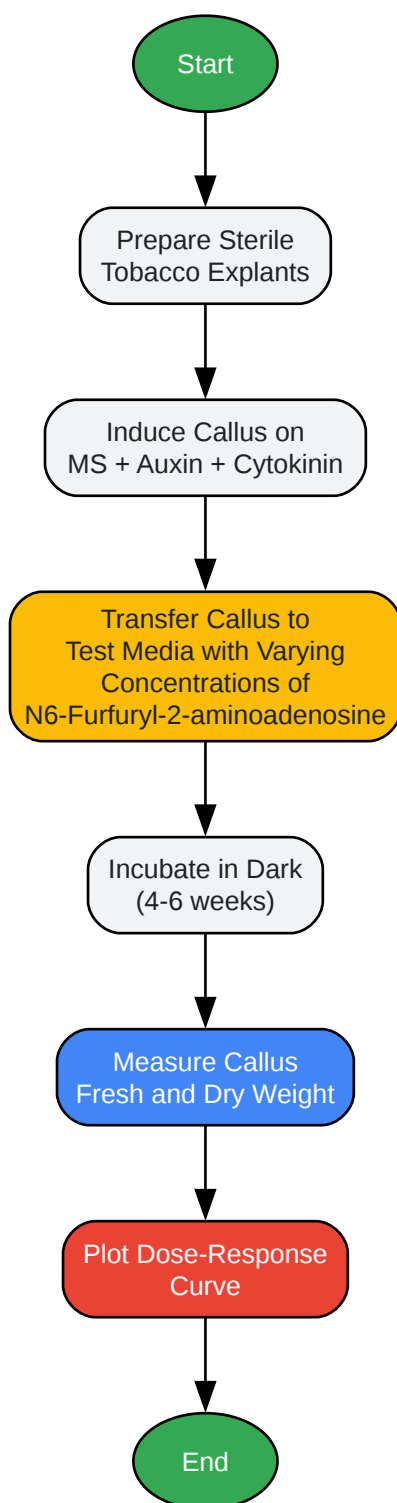 Start
Prepare Sterile
Tobacco Explants
Induce Callus on
MS + Auxin + Cytokinin
Transfer Callus to
Test Media with Varying
Concentrations of
N6-Furfuryl-2-aminoadenosine
Incubate in Dark
(4-6 weeks)
Measure Callus
Fresh and Dry Weight
Plot Dose-Response
Curve
End